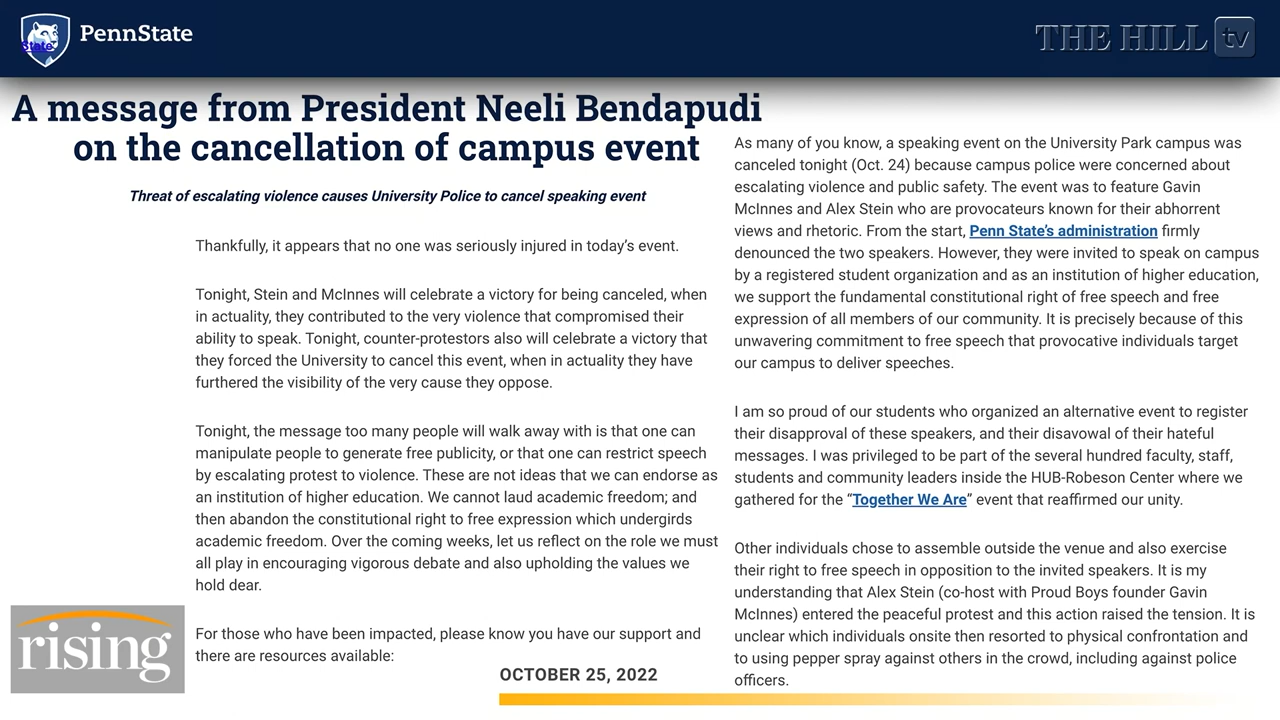 State
PennState
THE HILL tv
A message from President Neeli Bendapudi
on the cancellation of campus event
Threat of escalating violence causes University Police to cancel speaking event
Thankfully, it appears that no one was seriously injured in today’s event.
Tonight, Stein and McInnes will celebrate a victory for being canceled, when
in actuality, they contributed to the very violence that compromised their
ability to speak. Tonight, counter-protestors also will celebrate a victory that
they forced the University to cancel this event, when in actuality they have
furthered the visibility of the very cause they oppose.
Tonight, the message too many people will walk away with is that one can
manipulate people to generate free publicity, or that one can restrict speech
by escalating protest to violence. These are not ideas that we can endorse as
an institution of higher education. We cannot laud academic freedom; and
then abandon the constitutional right to free expression which undergirds
academic freedom. Over the coming weeks, let us reflect on the role we must
all play in encouraging vigorous debate and also upholding the values we
hold dear.
For those who have been impacted, please know you have our support and
there are resources available:
As many of you know, a speaking event on the University Park campus was
canceled tonight (Oct. 24) because campus police were concerned about
escalating violence and public safety. The event was to feature Gavin
McInnes and Alex Stein who are provocateurs known for their abhorrent
views and rhetoric. From the start, Penn State’s administration firmly
denounced the two speakers. However, they were invited to speak on campus
by a registered student organization and as an institution of higher education,
we support the fundamental constitutional right of free speech and free
expression of all members of our community. It is precisely because of this
unwavering commitment to free speech that provocative individuals target
our campus to deliver speeches.
I am so proud of our students who organized an alternative event to register
their disapproval of these speakers, and their disavowal of their hateful
messages. I was privileged to be part of the several hundred faculty, staff,
students and community leaders inside the HUB-Robeson Center where we
gathered for the “Together We Are” event that reaffirmed our unity.
Other individuals chose to assemble outside the venue and also exercise
their right to free speech in opposition to the invited speakers. It is my
understanding that Alex Stein (co-host with Proud Boys founder Gavin
McInnes) entered the peaceful protest and this action raised the tension. It is
unclear which individuals onsite then resorted to physical confrontation and
to using pepper spray against others in the crowd, including against police
officers.
rising
OCTOBER 25, 2022